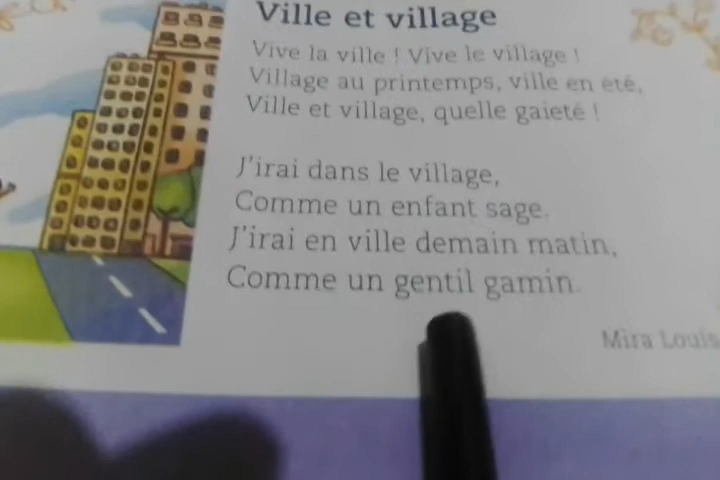 Ville et village
Vive la ville ! Vive le village !
Village au printemps, ville en été,
Ville et village, quelle gaieté !
J'irai dans le village,
Comme un enfant sage.
J'irai en ville demain matin,
Comme un gentil gamin.
Mira Louis